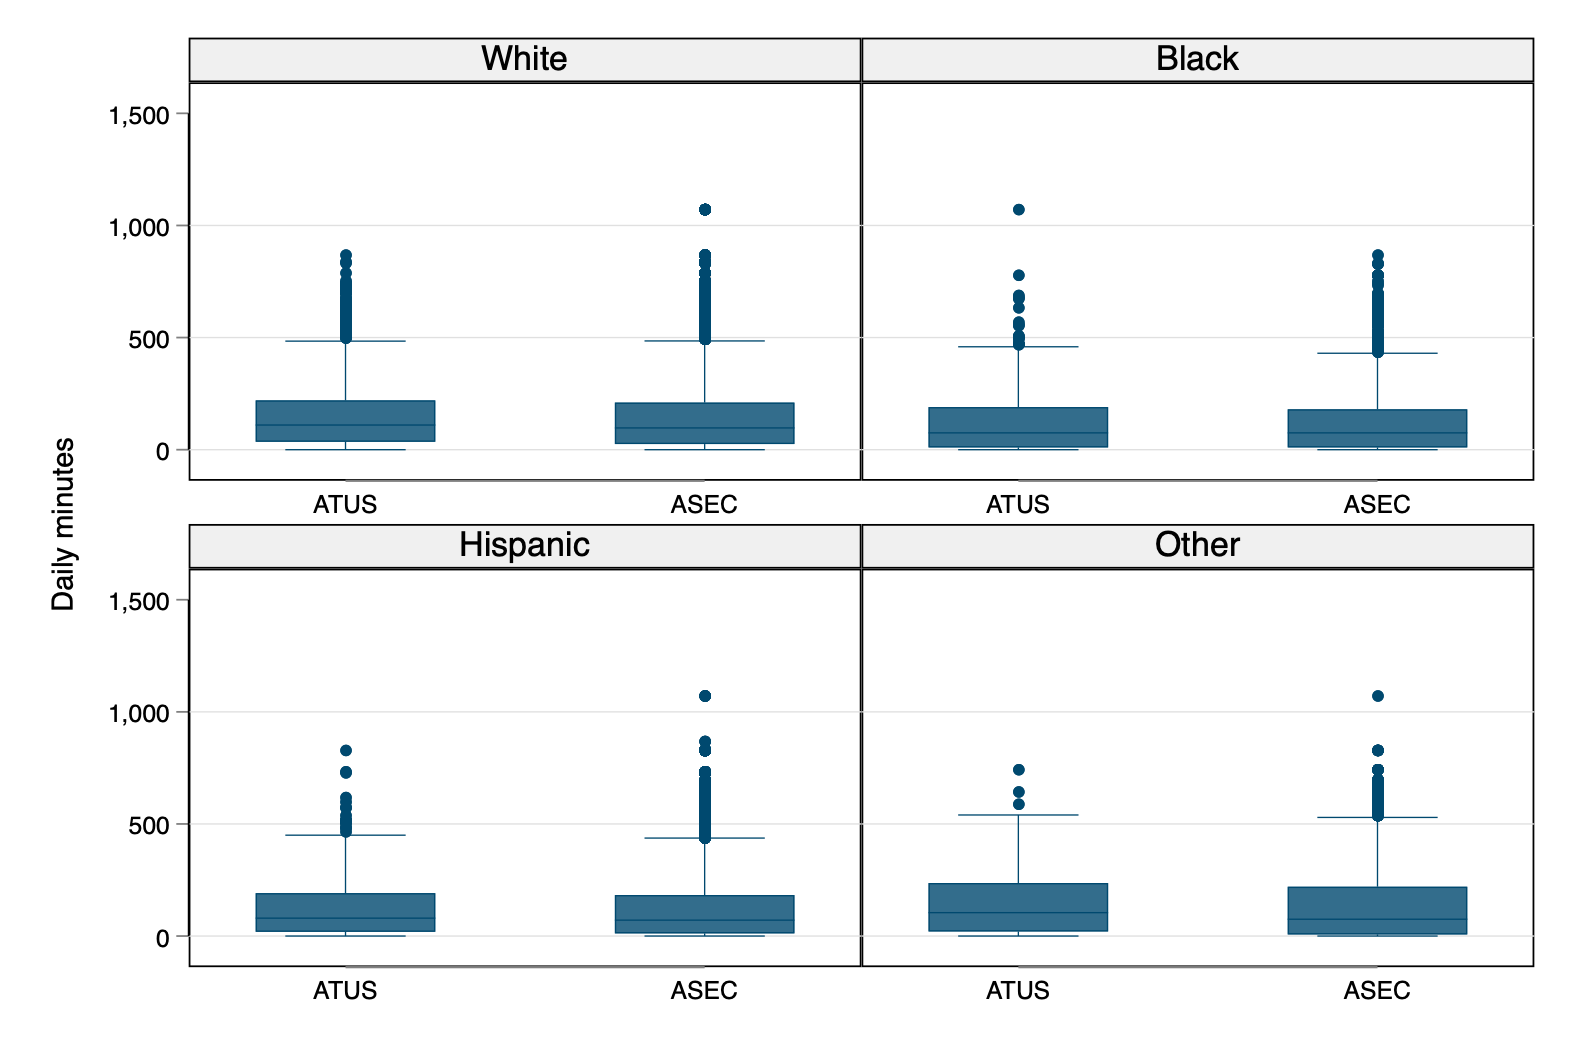 White
Black
1,500
1,000
500
0
ATUS
ASEC
ATUS
ASEC
Daily minutes
Hispanic
Other
1,500
1,000
500
0
ATUS
ASEC
ATUS
ASEC